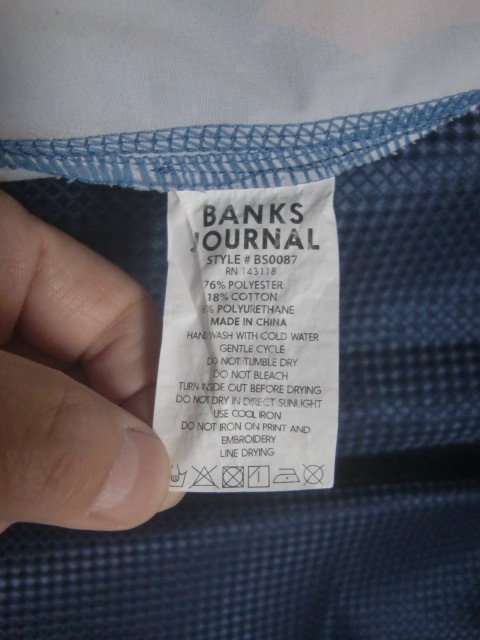 BANKS
JOURNAL
STYLE # BS0087
RN 143118
76% POLYESTER
18% COTTON
6% POLYURETHANE
MADE IN CHINA
HAND WASH WITH COLD WATER
GENTLE CYCLE
DO NOT TUMBLE DRY
DO NOT BLEACH
TURN INSIDE OUT BEFORE DRYING
DO NOT DRY IN DIRECT SUNLIGHT
USE COOL IRON
DO NOT IRON ON PRINT AND
EMBROIDERY
LINE DRYING